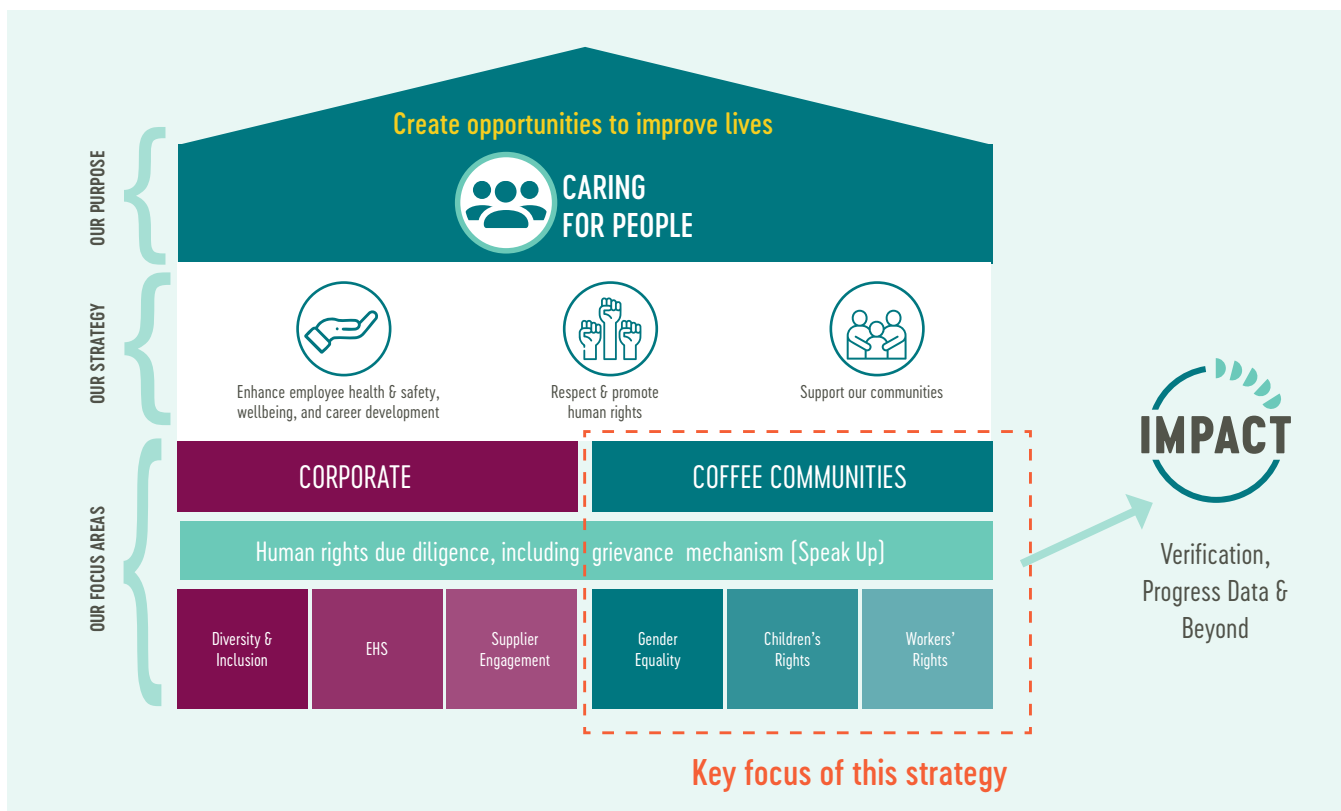 Create opportunities to improve lives
CARING
FOR PEOPLE
OUR PURPOSE
OUR STRATEGY
Enhance employee health & safety,
wellbeing, and career development
Respect & promote
human rights
Support our communities
OUR FOCUS AREAS
CORPORATE
COFFEE COMMUNITIES
Human rights due diligence, including grievance mechanism (Speak Up)
Diversity &
Inclusion
EHS
Supplier
Engagement
Gender
Equality
Children's
Rights
Workers'
Rights
Key focus of this strategy
IMPACT
Verification,
Progress Data &
Beyond